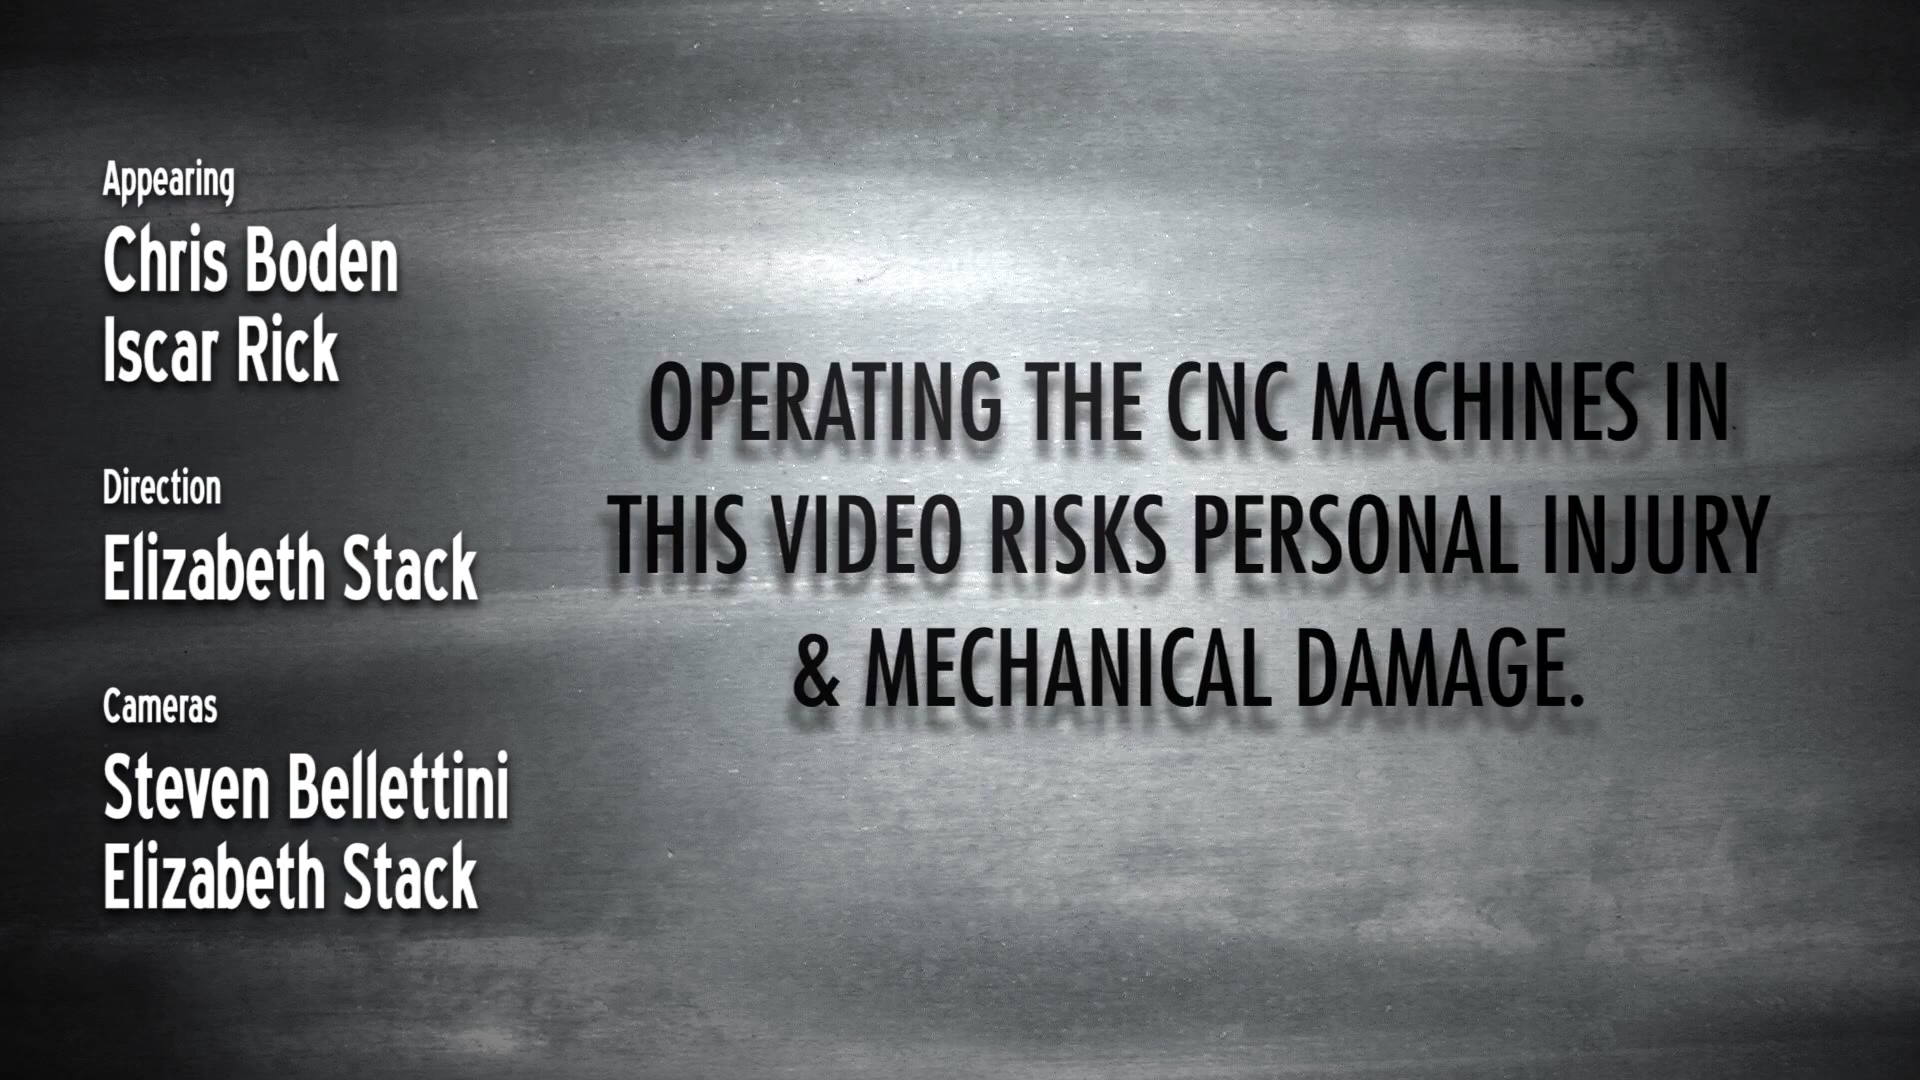 Appearing
Chris Boden
Iscar Rick
Direction
Elizabeth Stack
Cameras
Steven Bellettini
Elizabeth Stack
OPERATING THE CNC MACHINES IN
THIS VIDEO RISKS PERSONAL INJURY
& MECHANICAL DAMAGE.